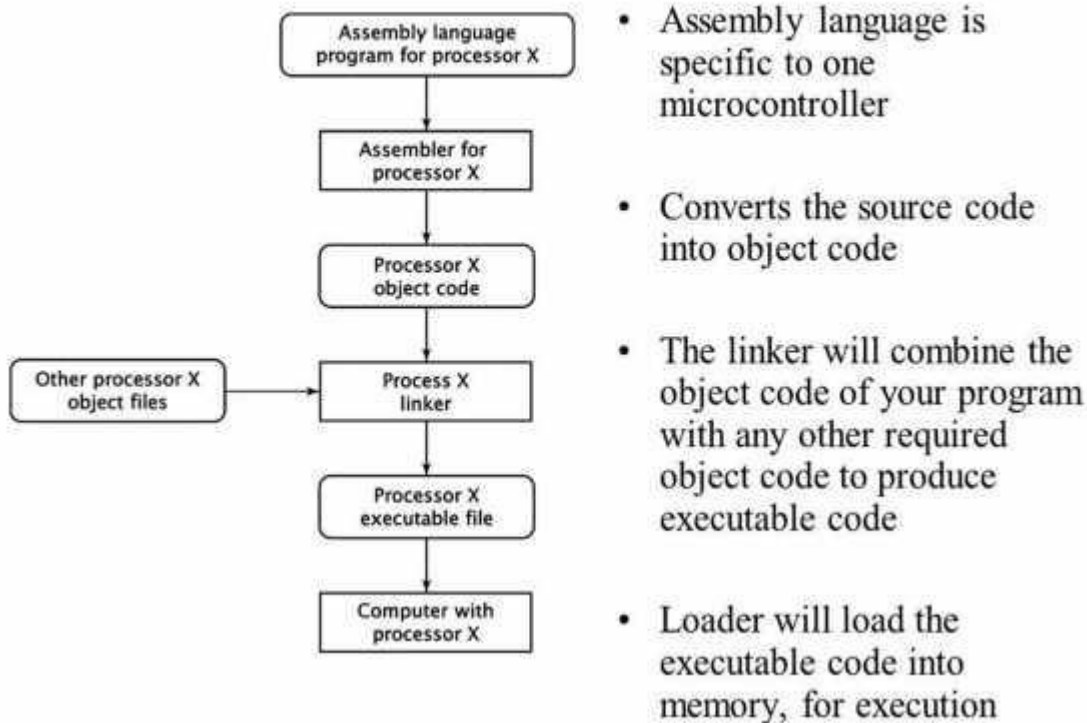 Assembly language
program for processor X
Assembler for
processor X
Processor X
object code
Other processor X
object files
Process X
linker
Processor X
executable file
Computer with
processor X
• Assembly language is
specific to one
microcontroller
• Converts the source code
into object code
• The linker will combine the
object code of your program
with any other required
object code to produce
executable code
• Loader will load the
executable code into
memory, for execution